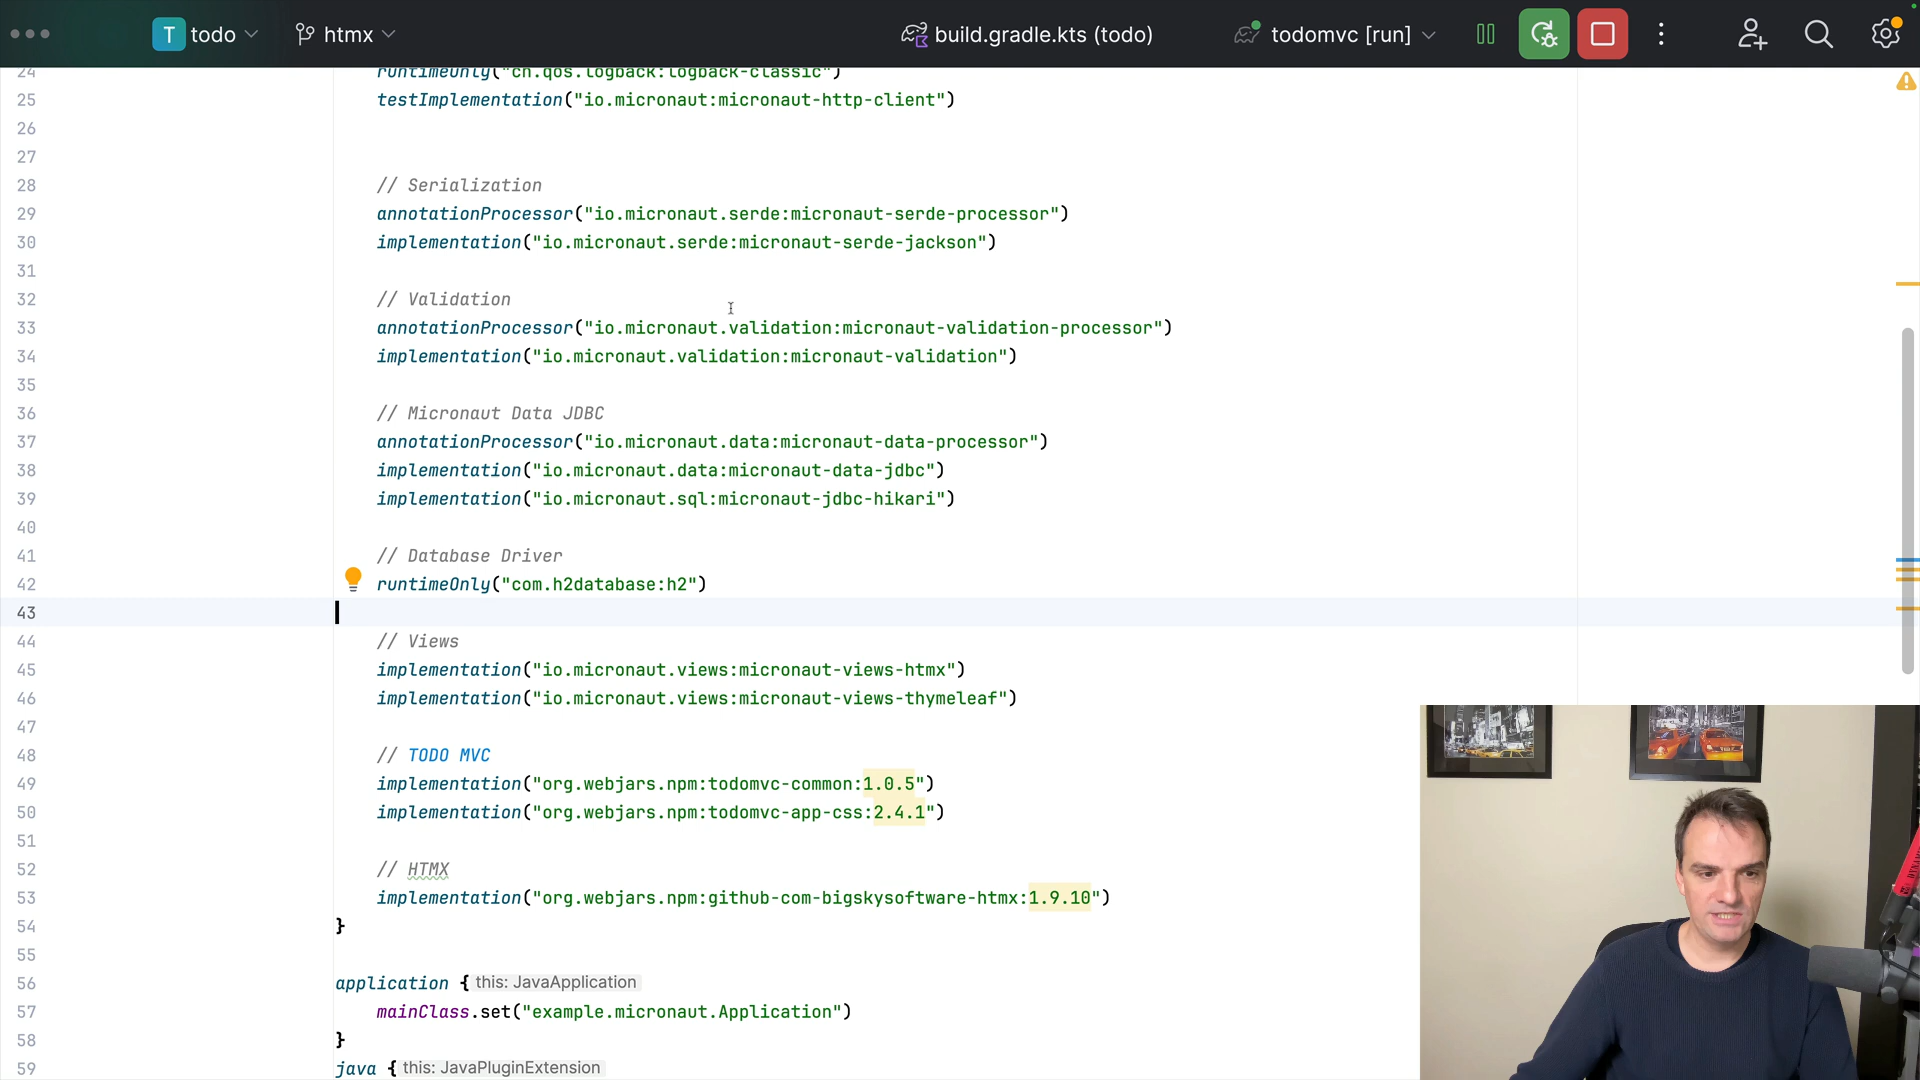 T todo htmx build.gradle.kts (todo) todomvc [run]
24 runtimeOnly("ch.qos.logback:logback-classic")
25 testImplementation("io.micronaut:micronaut-http-client")
26
27
28 // Serialization
29 annotationProcessor("io.micronaut.serde:micronaut-serde-processor")
30 implementation("io.micronaut.serde:micronaut-serde-jackson")
31
32 // Validation
33 annotationProcessor("io.micronaut.validation:micronaut-validation-processor")
34 implementation("io.micronaut.validation:micronaut-validation")
35
36 // Micronaut Data JDBC
37 annotationProcessor("io.micronaut.data:micronaut-data-processor")
38 implementation("io.micronaut.data:micronaut-data-jdbc")
39 implementation("io.micronaut.sql:micronaut-jdbc-hikari")
40
41 // Database Driver
42 runtimeOnly("com.h2database:h2")
43
44 // Views
45 implementation("io.micronaut.views:micronaut-views-htmx")
46 implementation("io.micronaut.views:micronaut-views-thymeleaf")
47
48 // TODO MVC
49 implementation("org.webjars.npm:todomvc-common:1.0.5")
50 implementation("org.webjars.npm:todomvc-app-css:2.4.1")
51
52 // HTMX
53 implementation("org.webjars.npm:github-com-bigskysoftware-htmx:1.9.10")
54 }
55
56 application { this: JavaApplication
57 mainClass.set("example.micronaut.Application")
58 }
59 java { this: JavaPluginExtension